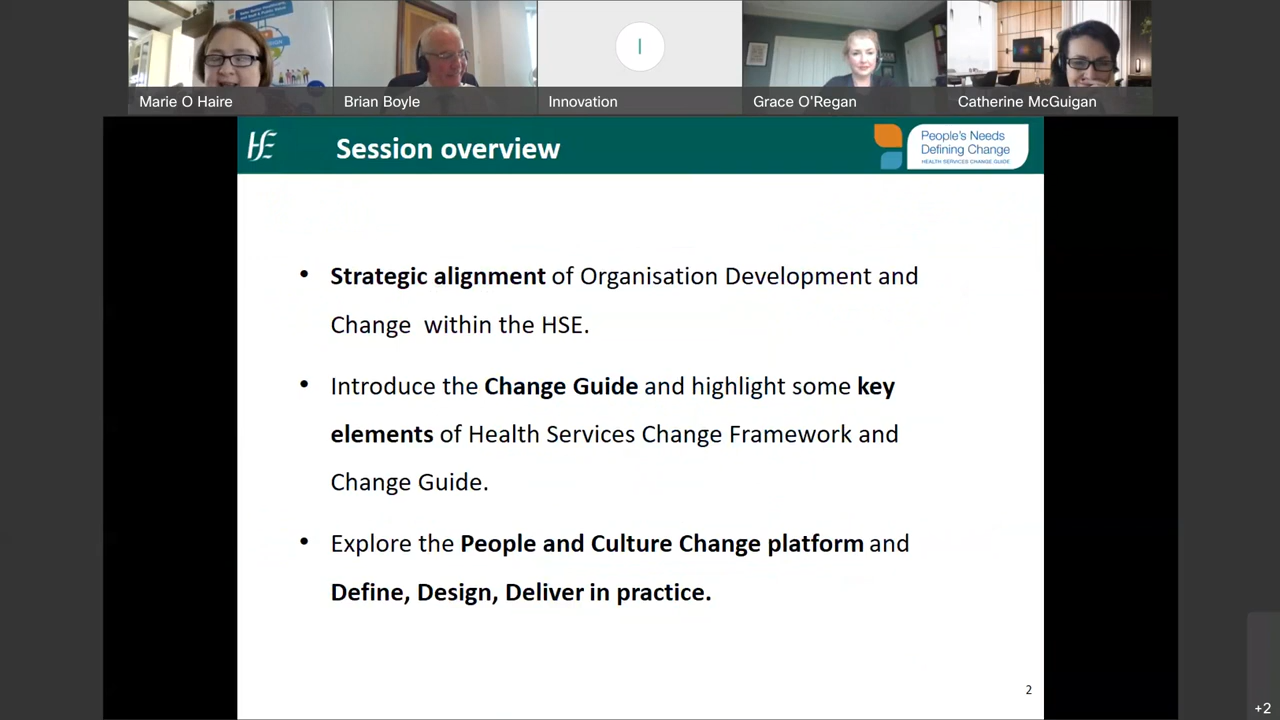 Marie O Haire
Brian Boyle
I
Innovation
Grace O'Regan
Catherine McGuigan
Session overview
People's Needs
Defining Change
HEALTH SERVICES CHANGE GUIDE
• Strategic alignment of Organisation Development and
Change within the HSE.
• Introduce the Change Guide and highlight some key
elements of Health Services Change Framework and
Change Guide.
• Explore the People and Culture Change platform and
Define, Design, Deliver in practice.
2
+2